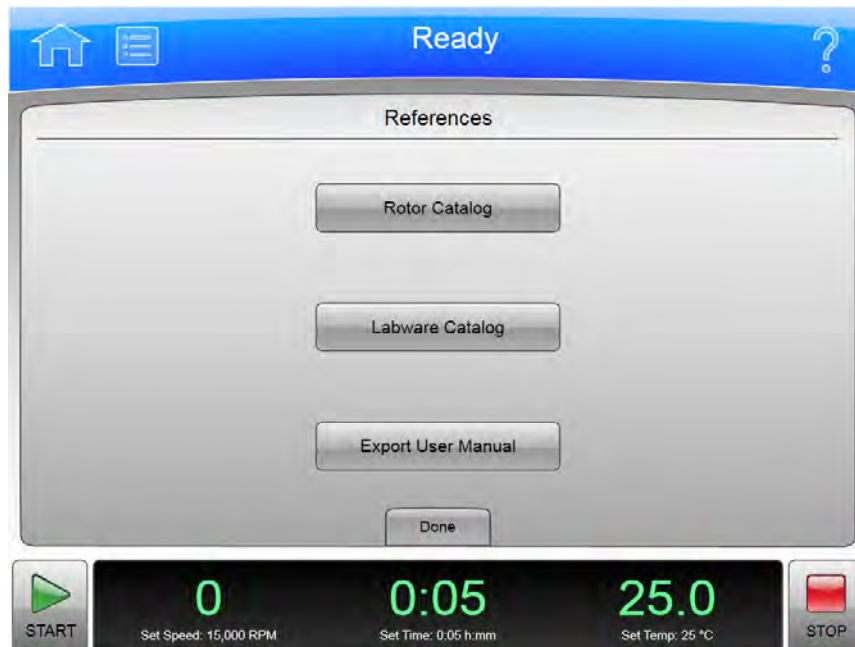 Ready
?
References
Rotor Catalog
Labware Catalog
Export User Manual
Done
0 0:05 25.0
START Set Speed: 15,000 RPM Set Time: 0:05 h:mm Set Temp: 25 °C STOP